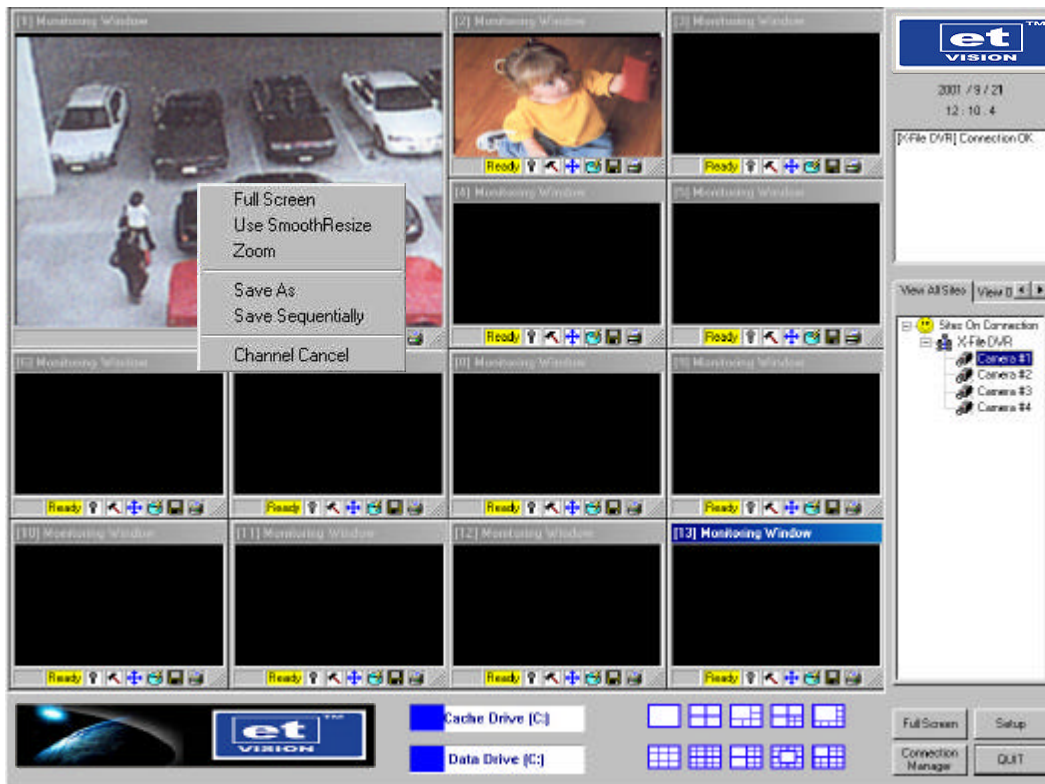 [1] Monitoring Window
[2] Monitoring Window
[3] Monitoring Window
et TM
VISION
2001 / 9 / 21
12 : 10 . 4
[X-File DVR] Connection OK.
Ready
Ready
[4] Monitoring Window
[5] Monitoring Window
Full Screen
Use SmoothResize
Zoom
Save As
Save Sequentially
Channel Cancel
Ready
Ready
View All Sites
View D
Sites On Connection
X-File DVR
Camera #1
Camera #2
Camera #3
Camera #4
[6] Monitoring Window
[8] Monitoring Window
[9] Monitoring Window
Ready
Ready
Ready
Ready
[10] Monitoring Window
[11] Monitoring Window
[12] Monitoring Window
[13] Monitoring Window
Ready
Ready
Ready
Ready
et TM
VISION
Cache Drive (C:)
Data Drive (C:)
Full Screen
Setup
Connection
Manager
QUIT